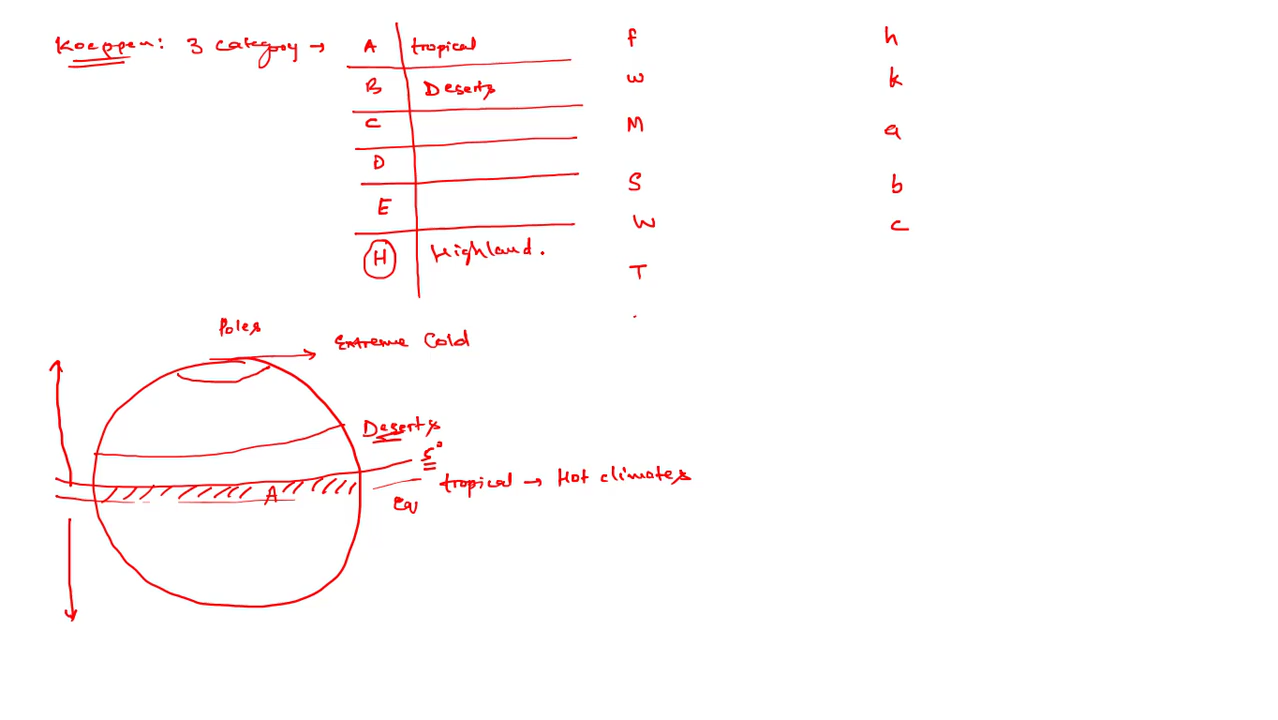 Koeppen: 3 category → A tropical f h
B Deserts w k
C M a
D S b
E W c
H Highland. T
Poles
Extreme Cold
Deserts
5°
tropical → Hot climates
A
Eq